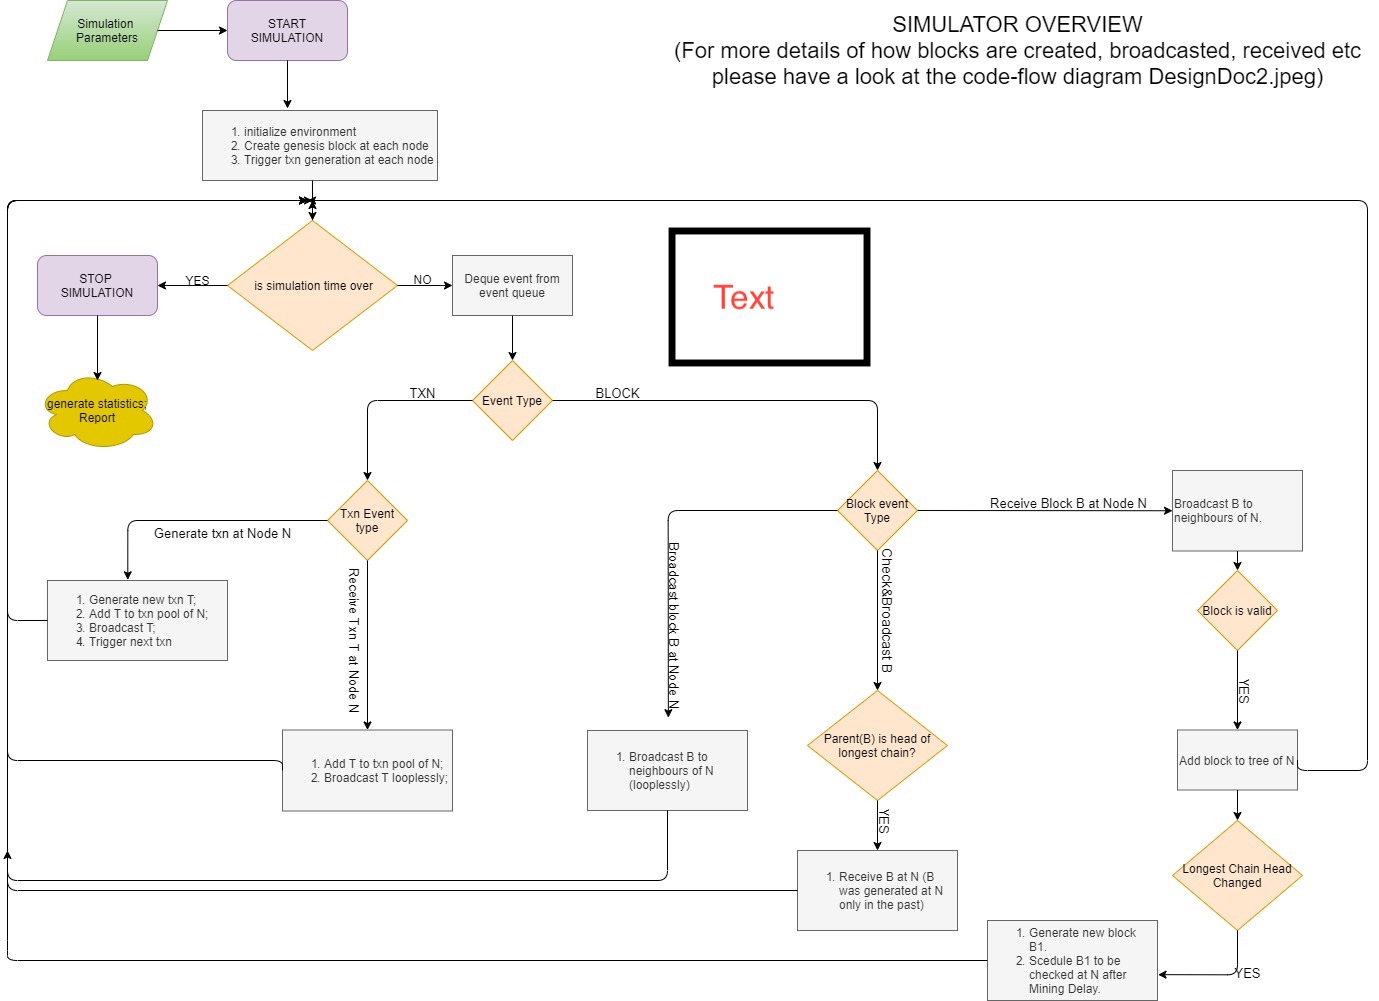 Simulation
Parameters
START
SIMULATION
SIMULATOR OVERVIEW
(For more details of how blocks are created, broadcasted, received etc
please have a look at the code-flow diagram DesignDoc2.jpeg)
1. initialize environment
2. Create genesis block at each node
3. Trigger txn generation at each node
STOP
SIMULATION
YES
is simulation time over
NO
Deque event from
event queue
Text
generate statistics;
Report
TXN
Event Type
BLOCK
Txn Event
type
Generate txn at Node N
Block event
Type
Receive Block B at Node N
Broadcast B to
neighbours of N.
1. Generate new txn T;
2. Add T to txn pool of N;
3. Broadcast T;
4. Trigger next txn
Receive Txn T at Node N
Broadcast block B at Node N
Check&Broadcast B
Block is valid
YES
1. Add T to txn pool of N;
2. Broadcast T looplessly;
1. Broadcast B to
neighbours of N
(looplessly)
Parent(B) is head of
longest chain?
Add block to tree of N
YES
1. Receive B at N (B
was generated at N
only in the past)
Longest Chain Head
Changed
YES
1. Generate new block
B1.
2. Scedule B1 to be
checked at N after
Mining Delay.